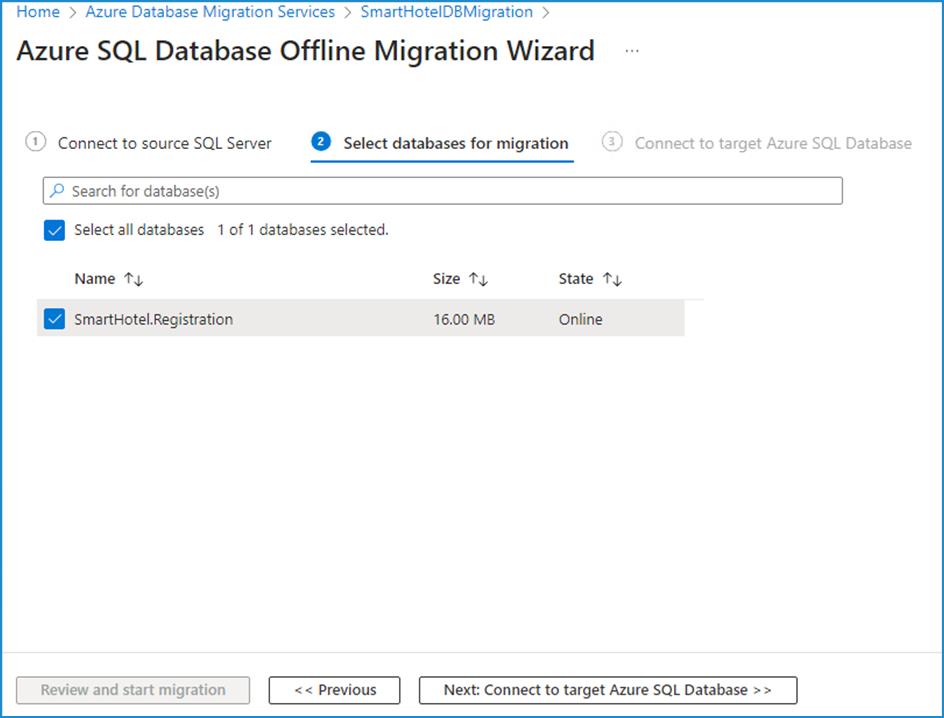 Home > Azure Database Migration Services > SmartHotelDBMigration >
Azure SQL Database Offline Migration Wizard ...
1 Connect to source SQL Server 2 Select databases for migration 3 Connect to target Azure SQL Database
Search for database(s)
Select all databases 1 of 1 databases selected.
Name ↑↓ Size ↑↓ State ↑↓
SmartHotel.Registration 16.00 MB Online
Review and start migration << Previous Next: Connect to target Azure SQL Database >>